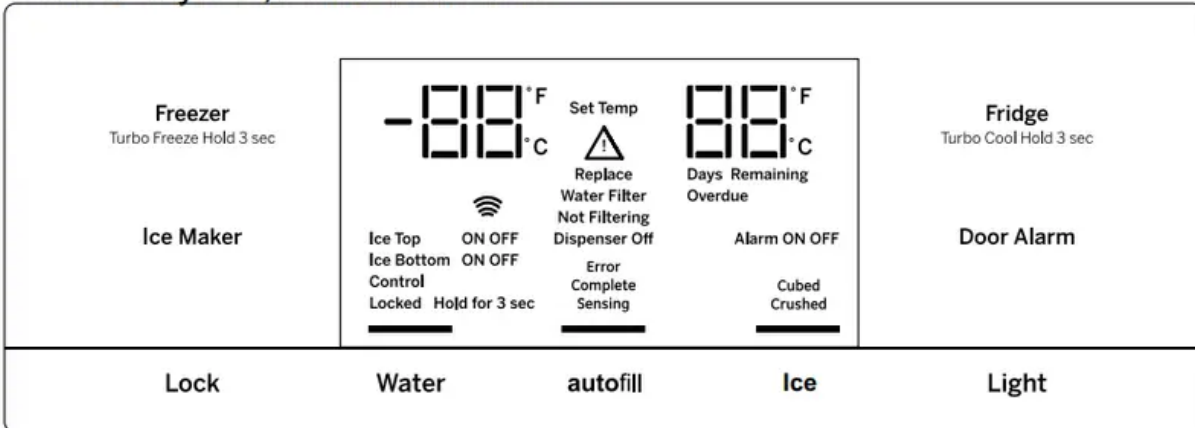 Freezer
Turbo Freeze Hold 3 sec
Ice Maker
-88 °F °C
Set Temp
88 °F °C
Replace
Water Filter
Not Filtering
Dispenser Off
Days Remaining
Overdue
Ice Top ON OFF
Ice Bottom ON OFF
Control
Locked Hold for 3 sec
Error
Complete
Sensing
Alarm ON OFF
Cubed
Crushed
Fridge
Turbo Cool Hold 3 sec
Door Alarm
Lock Water autofill Ice Light